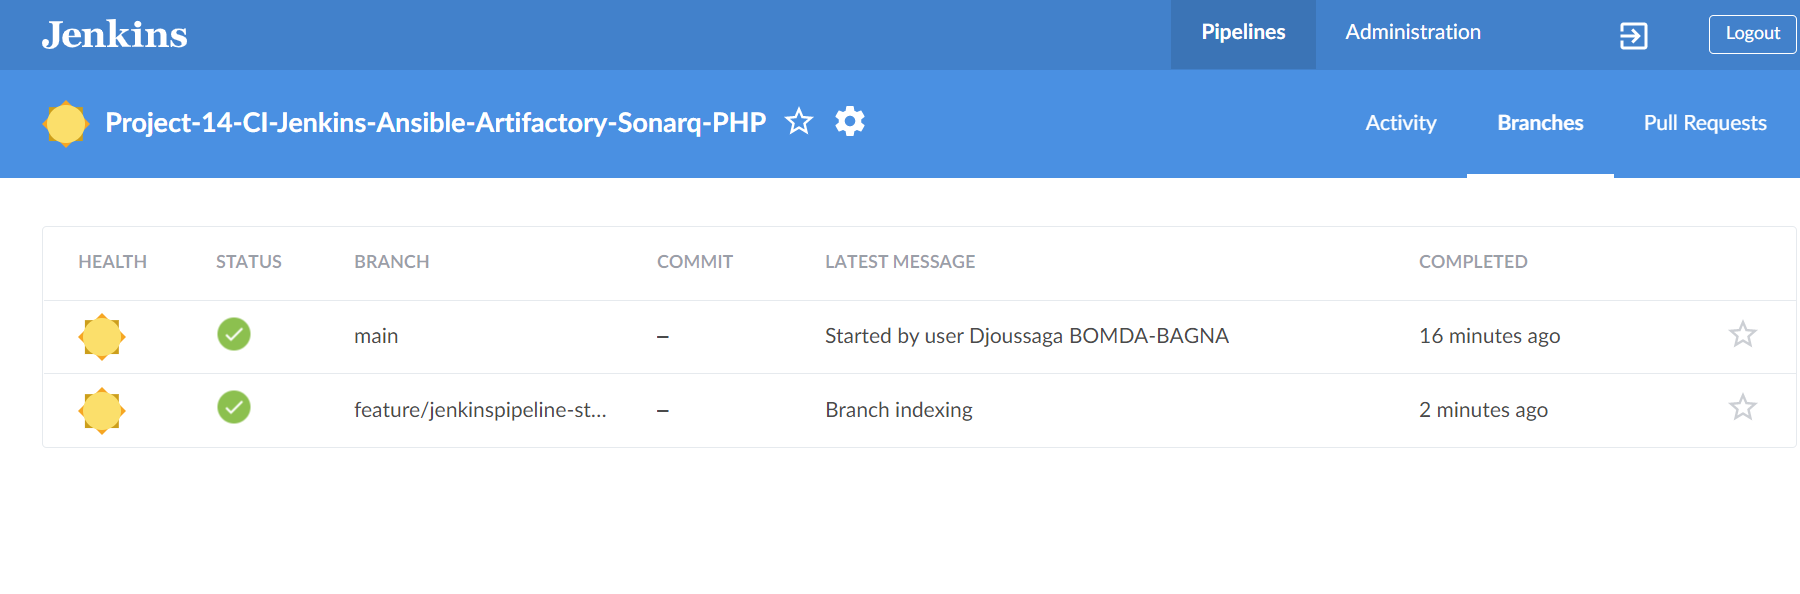 Jenkins Pipelines Administration Logout
Project-14-CI-Jenkins-Ansible-Artifactory-Sonarq-PHP Activity Branches Pull Requests
HEALTH STATUS BRANCH COMMIT LATEST MESSAGE COMPLETED
main – Started by user Djoussaga BOMDA-BAGNA 16 minutes ago
feature/jenkinspipeline-st... – Branch indexing 2 minutes ago